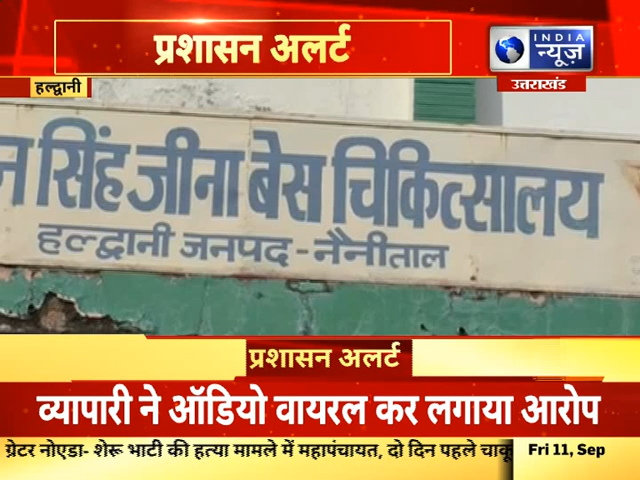 प्रशासन अलर्ट
INDIA
न्यूज़
हल्द्वानी
उत्तराखंड
सिंह जीना बेस चिकित्सालय
हल्द्वानी जनपद - नैनीताल
प्रशासन अलर्ट
व्यापारी ने ऑडियो वायरल कर लगाया आरोप
ग्रेटर नोएडा- शेरू भाटी की हत्या मामले में महापंचायत, दो दिन पहले चाकू
Fri 11, Sep